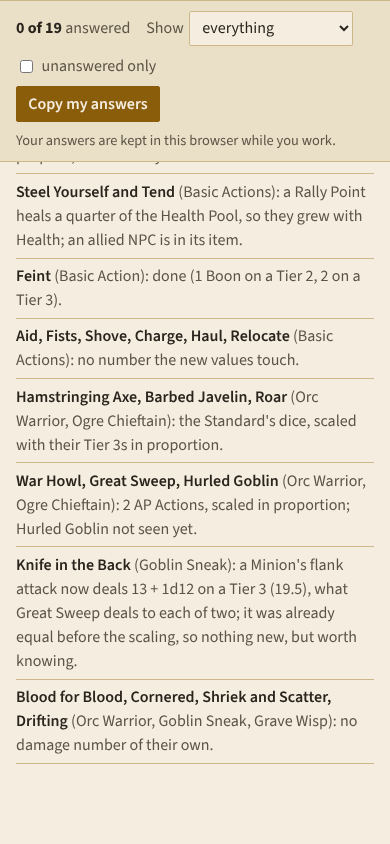 0 of 19 answered Show everything
unanswered only
Copy my answers
Your answers are kept in this browser while you work.
Steel Yourself and Tend (Basic Actions): a Rally Point
heals a quarter of the Health Pool, so they grew with
Health; an allied NPC is in its item.
Feint (Basic Action): done (1 Boon on a Tier 2, 2 on a
Tier 3).
Aid, Fists, Shove, Charge, Haul, Relocate (Basic
Actions): no number the new values touch.
Hamstringing Axe, Barbed Javelin, Roar (Orc
Warrior, Ogre Chieftain): the Standard's dice, scaled
with their Tier 3s in proportion.
War Howl, Great Sweep, Hurled Goblin (Orc Warrior,
Ogre Chieftain): 2 AP Actions, scaled in proportion;
Hurled Goblin not seen yet.
Knife in the Back (Goblin Sneak): a Minion's flank
attack now deals 13 + 1d12 on a Tier 3 (19.5), what
Great Sweep deals to each of two; it was already
equal before the scaling, so nothing new, but worth
knowing.
Blood for Blood, Cornered, Shriek and Scatter,
Drifting (Orc Warrior, Goblin Sneak, Grave Wisp): no
damage number of their own.